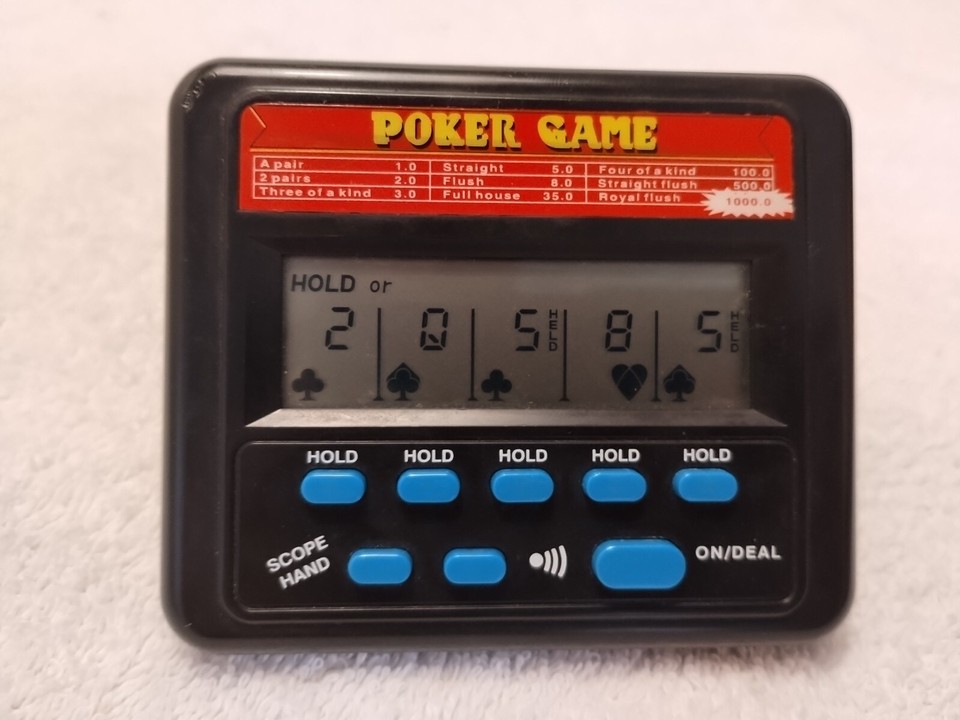 POKER GAME
A pair 1.0 Straight 5.0 Four of a kind 100.0
2 pairs 2.0 Flush 8.0 Straight flush 500.0
Three of a kind 3.0 Full house 35.0 Royal flush 1000.0
HOLD or
2 Q 5 HELD 8 5 HELD
HOLD HOLD HOLD HOLD HOLD
SCOPE HAND ON/DEAL